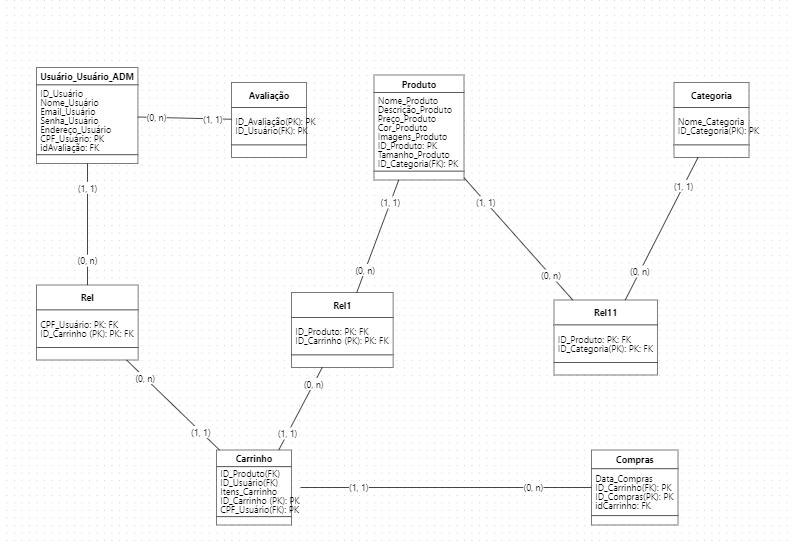 Usuário_Usuário_ADM
ID_Usuário
Nome_Usuário
Email_Usuário
Senha_Usuário
Endereço_Usuário
CPF_Usuário: PK
idAvaliação: FK
(0, n)
(1, 1)
Avaliação
ID_Avaliação(PK): PK
ID_Usuário(FK): PK
Produto
Nome_Produto
Descrição_Produto
Preço_Produto
Cor_Produto
Imagens_Produto
ID_Produto: PK
Tamanho_Produto
ID_Categoria(FK): PK
Categoria
Nome_Categoria
ID_Categoria(PK): PK
(1, 1)
(1, 1)
(1, 1)
(1, 1)
(0, n)
(0, n)
(0, n)
(0, n)
Rel
CPF_Usuário: PK: FK
ID_Carrinho (PK): PK: FK
Rel1
ID_Produto: PK: FK
ID_Carrinho (PK): PK: FK
Rel11
ID_Produto: PK: FK
ID_Categoria(PK): PK: FK
(0, n)
(0, n)
(1, 1)
(1, 1)
Carrinho
ID_Produto(FK)
ID_Usuário(FK)
Itens_Carrinho
ID_Carrinho (PK): PK
CPF_Usuário(FK): PK
(1, 1)
(0, n)
Compras
Data_Compras
ID_Carrinho(FK): PK
ID_Compras(PK): PK
idCarrinho: FK